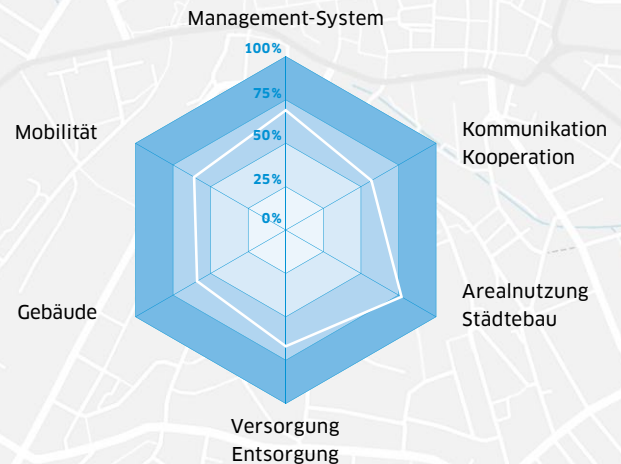 Management-System
100%
75%
50%
25%
0%
Mobilität
Kommunikation
Kooperation
Gebäude
Arealnutzung
Städtebau
Versorgung
Entsorgung